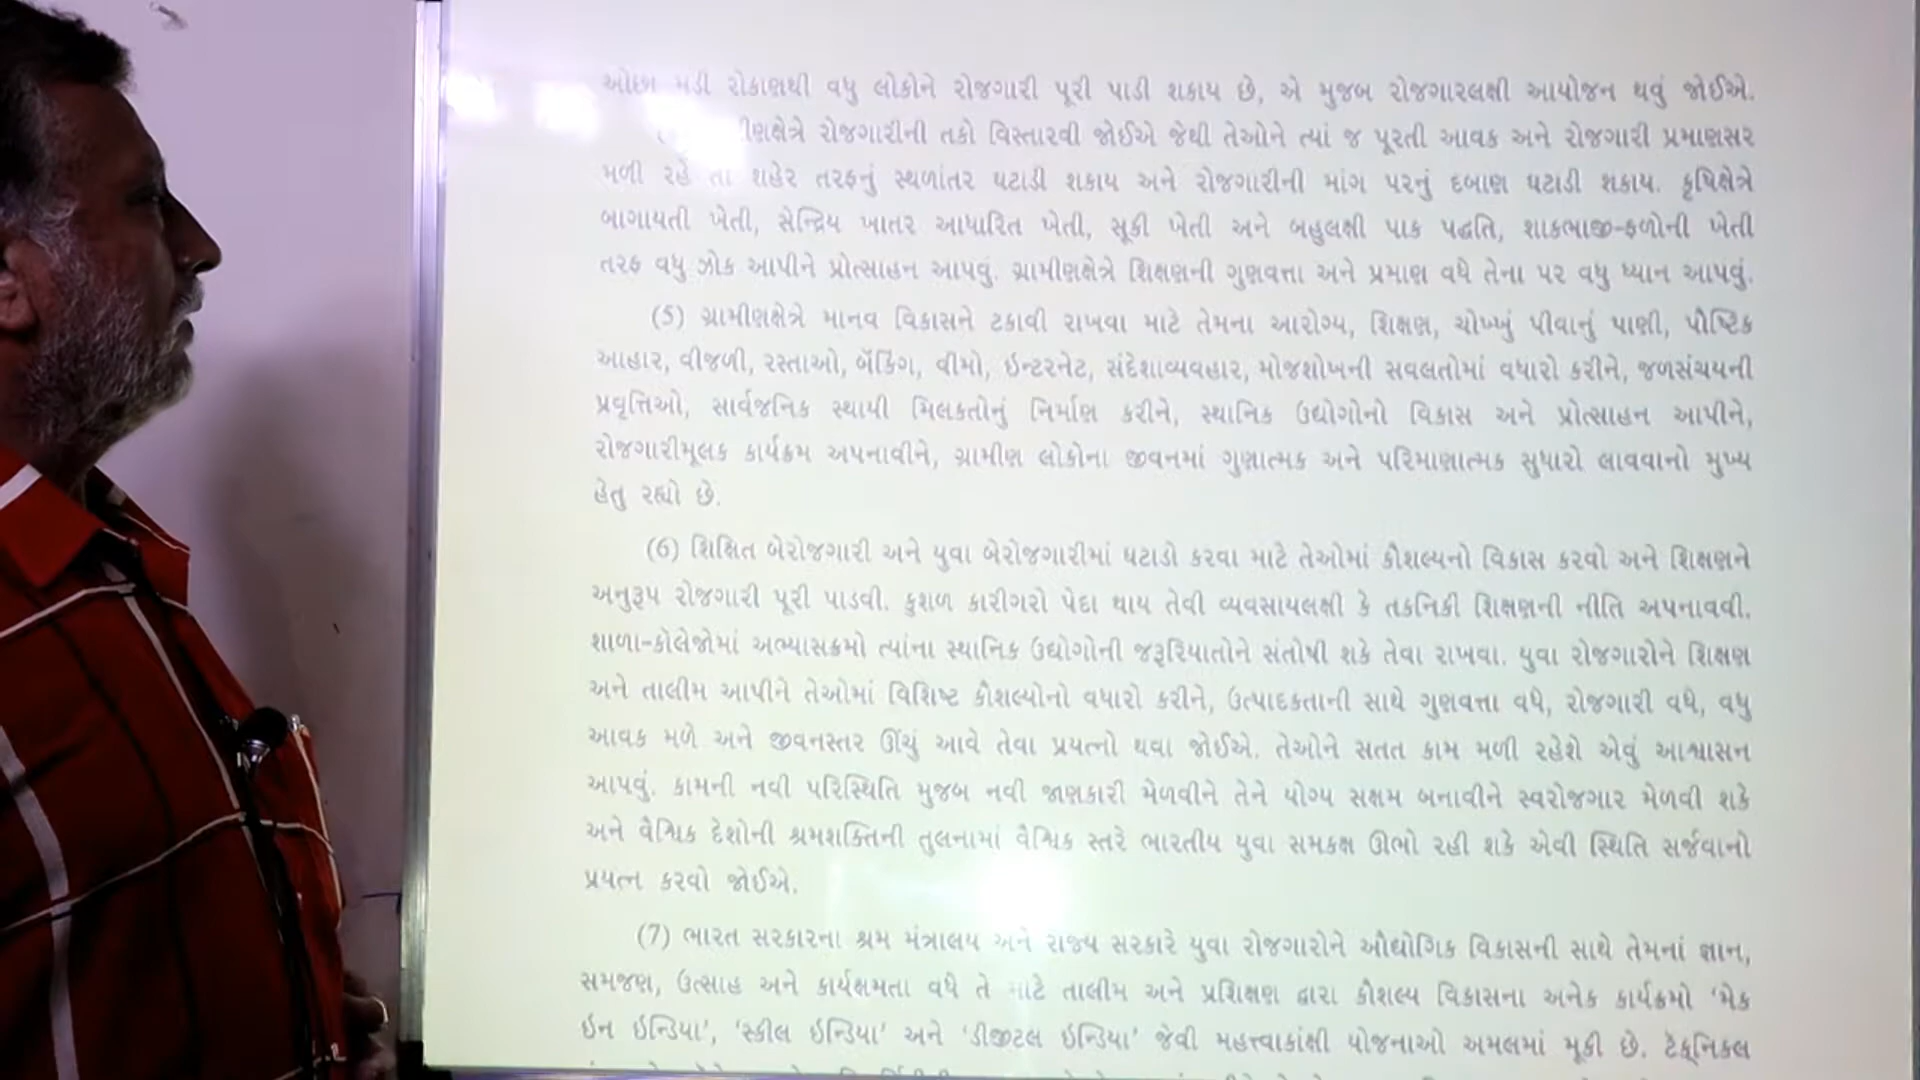 ઓછા મૂડી રોકાણથી વધુ લોકોને રોજગારી પૂરી પાડી શકાય છે, એ મુજબ રોજગારલક્ષી આયોજન થવું જોઈએ.
રોજગારીની તકો વિસ્તારવી જોઈએ જેથી તેઓને ત્યાં જ પૂરતી આવક અને રોજગારી પ્રમાણસર
મળી રહે તો શહેર તરફનું સ્થળાંતર ઘટાડી શકાય અને રોજગારીની માંગ પરનું દબાણ ઘટાડી શકાય. કૃષિક્ષેત્રે
બાગાયતી ખેતી, સેન્દ્રિય ખાતર આધારિત ખેતી, સૂકી ખેતી અને બહુલક્ષી પાક પદ્ધતિ, શાકભાજી-ફળોની ખેતી
તરફ વધુ ઝોક આપીને પ્રોત્સાહન આપવું. ગ્રામીણક્ષેત્રે શિક્ષણની ગુણવત્તા અને પ્રમાણ વધે તેના પર વધુ ધ્યાન આપવું.
(5) ગ્રામીણક્ષેત્રે માનવ વિકાસને ટકાવી રાખવા માટે તેમના આરોગ્ય, શિક્ષણ, ચોખ્ખું પીવાનું પાણી, પૌષ્ટિક
આહાર, વીજળી, રસ્તાઓ, બૅંકિંગ, વીમો, ઇન્ટરનેટ, સંદેશાવ્યવહાર, મોજશોખની સવલતોમાં વધારો કરીને, જળસંચયની
પ્રવૃત્તિઓ, સાર્વજનિક સ્થાયી મિલકતોનું નિર્માણ કરીને, સ્થાનિક ઉદ્યોગોનો વિકાસ અને પ્રોત્સાહન આપીને,
રોજગારીમૂલક કાર્યક્રમ અપનાવીને, ગ્રામીણ લોકોના જીવનમાં ગુણાત્મક અને પરિમાણાત્મક સુધારો લાવવાનો મુખ્ય
હેતુ રહ્યો છે.
(6) શિક્ષિત બેરોજગારી અને યુવા બેરોજગારીમાં ઘટાડો કરવા માટે તેઓમાં કૌશલ્યનો વિકાસ કરવો અને શિક્ષણને
અનુરૂપ રોજગારી પૂરી પાડવી. કુશળ કારીગરો પેદા થાય તેવી વ્યવસાયલક્ષી કે તકનિકી શિક્ષણની નીતિ અપનાવવી.
શાળા-કોલેજોમાં અભ્યાસક્રમો ત્યાંના સ્થાનિક ઉદ્યોગોની જરૂરિયાતોને સંતોષી શકે તેવા રાખવા. યુવા રોજગારોને શિક્ષણ
અને તાલીમ આપીને તેઓમાં વિશિષ્ટ કૌશલ્યોનો વધારો કરીને, ઉત્પાદકતાની સાથે ગુણવત્તા વધે, રોજગારી વધે, વધુ
આવક મળે અને જીવનસ્તર ઊંચું આવે તેવા પ્રયત્નો થવા જોઈએ. તેઓને સતત કામ મળી રહેશે એવું આશ્વાસન
આપવું. કામની નવી પરિસ્થિતિ મુજબ નવી જાણકારી મેળવીને તેને યોગ્ય સક્ષમ બનાવીને સ્વરોજગાર મેળવી શકે
અને વૈશ્વિક દેશોની શ્રમશક્તિની તુલનામાં વૈશ્વિક સ્તરે ભારતીય યુવા સમકક્ષ ઊભો રહી શકે એવી સ્થિતિ સર્જવાનો
પ્રયત્ન કરવો જોઈએ.
(7) ભારત સરકારના શ્રમ મંત્રાલય અને રાજ્ય સરકારે યુવા રોજગારોને ઔદ્યોગિક વિકાસની સાથે તેમનાં જ્ઞાન,
સમજણ, ઉત્સાહ અને કાર્યક્ષમતા વધે તે માટે તાલીમ અને પ્રશિક્ષણ દ્વારા કૌશલ્ય વિકાસના અનેક કાર્યક્રમો ‘મેક
ઇન ઇન્ડિયા’, ‘સ્કીલ ઇન્ડિયા’ અને ‘ડીજીટલ ઇન્ડિયા’ જેવી મહત્ત્વાકાંક્ષી યોજનાઓ અમલમાં મૂકી છે. ટેક્‌નિકલ